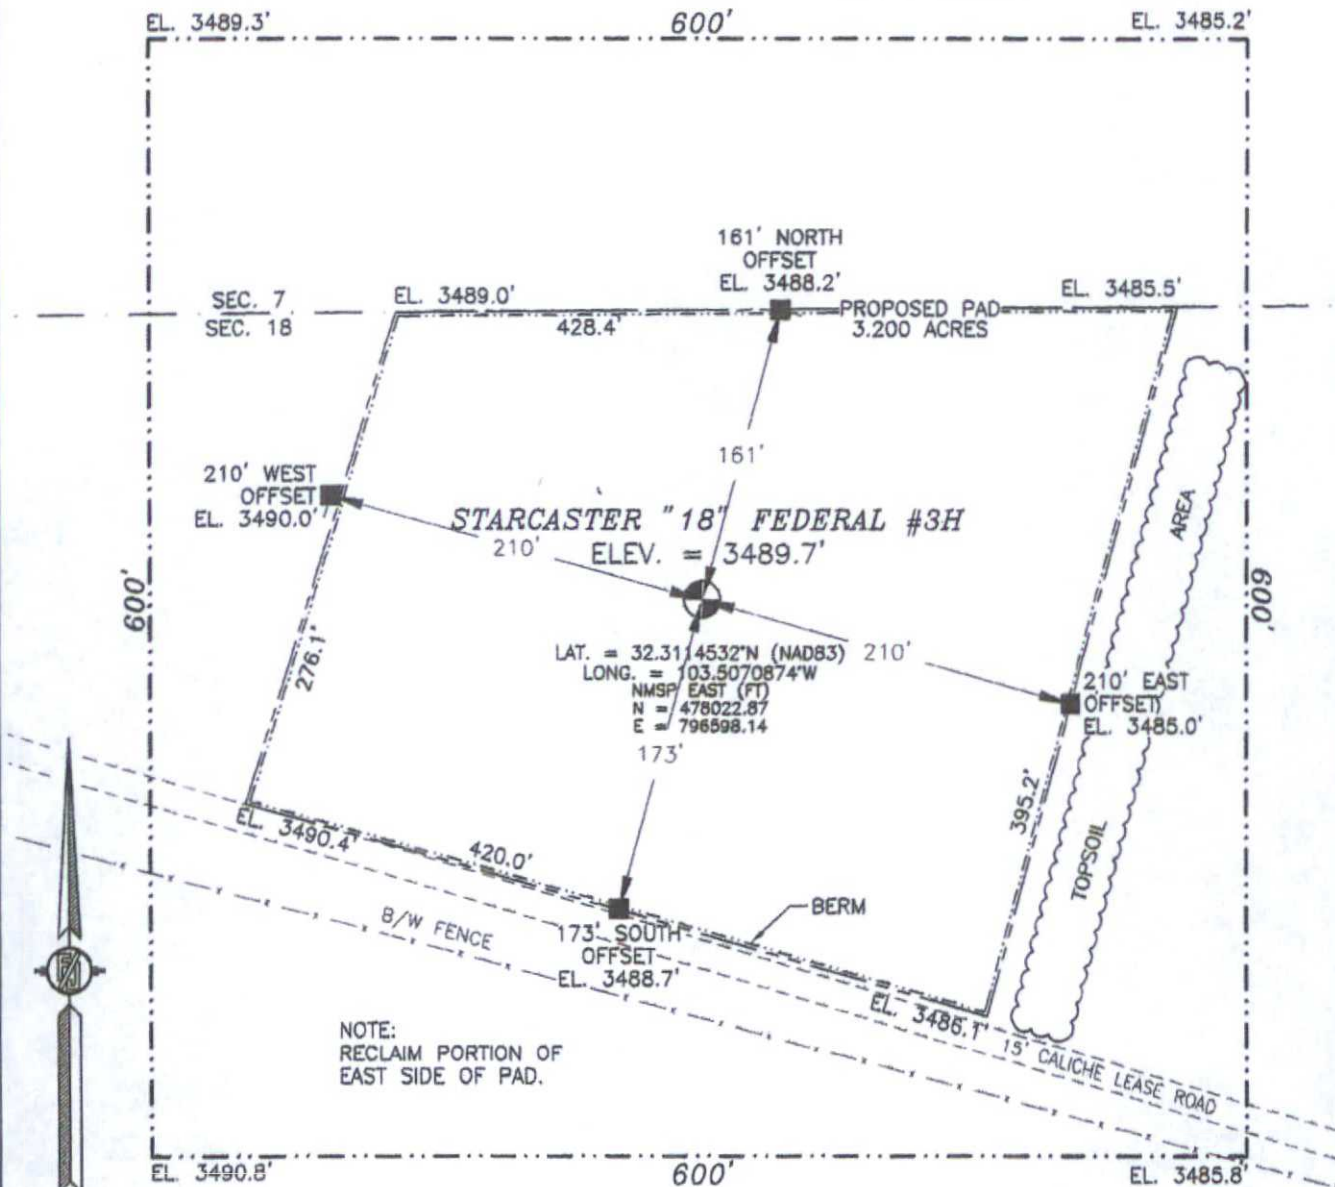 EL. 3489.3'
600'
EL. 3485.2'
161' NORTH
OFFSET
EL. 3488.2'
SEC. 7
SEC. 18
EL. 3489.0'
428.4'
PROPOSED PAD
3.200 ACRES
EL. 3485.5'
161'
210' WEST
OFFSET
EL. 3490.0'
STARCASTER "18" FEDERAL #3H
210'
ELEV. = 3489.7'
AREA
600'
600'
276.1'
LAT. = 32.3114532°N (NAD83)
LONG. = 103.5070874°W
NMSP EAST (FT)
N = 478022.87
E = 796598.14
210'
210' EAST
OFFSET
EL. 3485.0'
173'
395.2'
TOPSOIL
EL. 3490.4'
420.0'
BERM
B/W FENCE
173' SOUTH
OFFSET
EL. 3488.7'
EL. 3486.1'
15' CALICHE LEASE ROAD
NOTE:
RECLAIM PORTION OF
EAST SIDE OF PAD.
EL. 3490.8'
600'
EL. 3485.8'